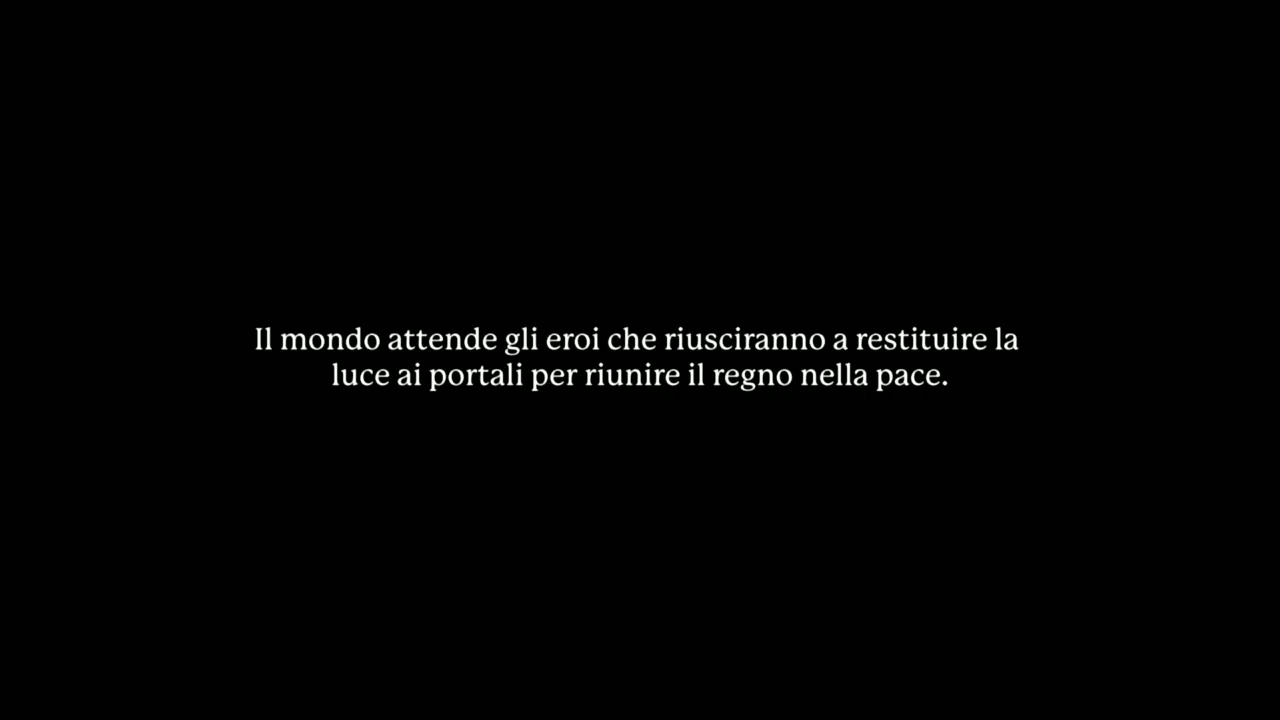 Il mondo attende gli eroi che riusciranno a restituire la
luce ai portali per riunire il regno nella pace.